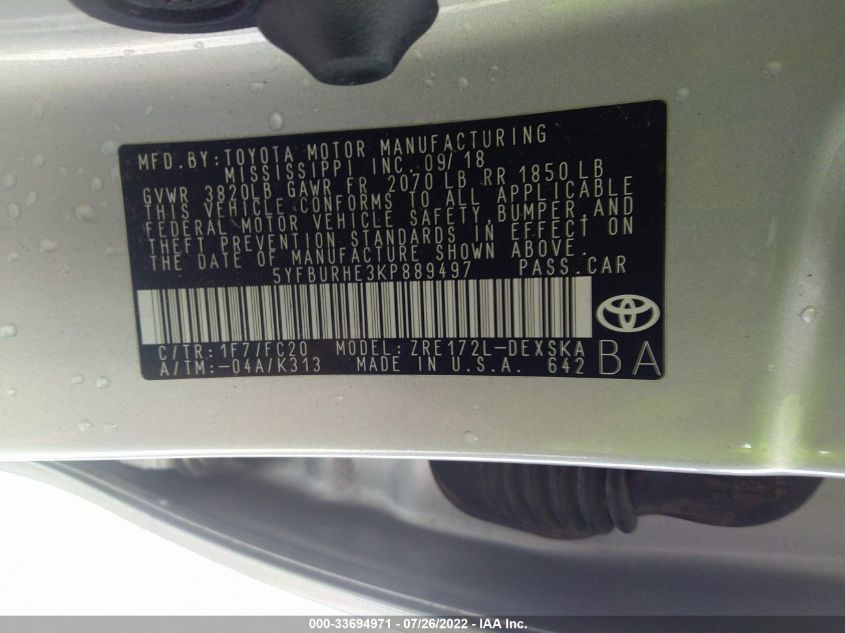 MFD.BY:TOYOTA MOTOR MANUFACTURING
MISSISSIPPI INC.09/18
GVWR 3820LB GAWR FR 2070 LB RR 1850 LB
THIS VEHICLE CONFORMS TO ALL APPLICABLE
FEDERAL MOTOR VEHICLE SAFETY,BUMPER,AND
THEFT PREVENTION STANDARDS IN EFFECT ON
THE DATE OF MANUFACTURE SHOWN ABOVE.
5YFBURHE3KP889497 PASS.CAR
C/TR:1F7/FC20 MODEL:ZRE172L-DEXSKA
A/TM:-04A/K313 MADE IN U.S.A. 642
BA
000-33694971 - 07/26/2022 - IAA Inc.